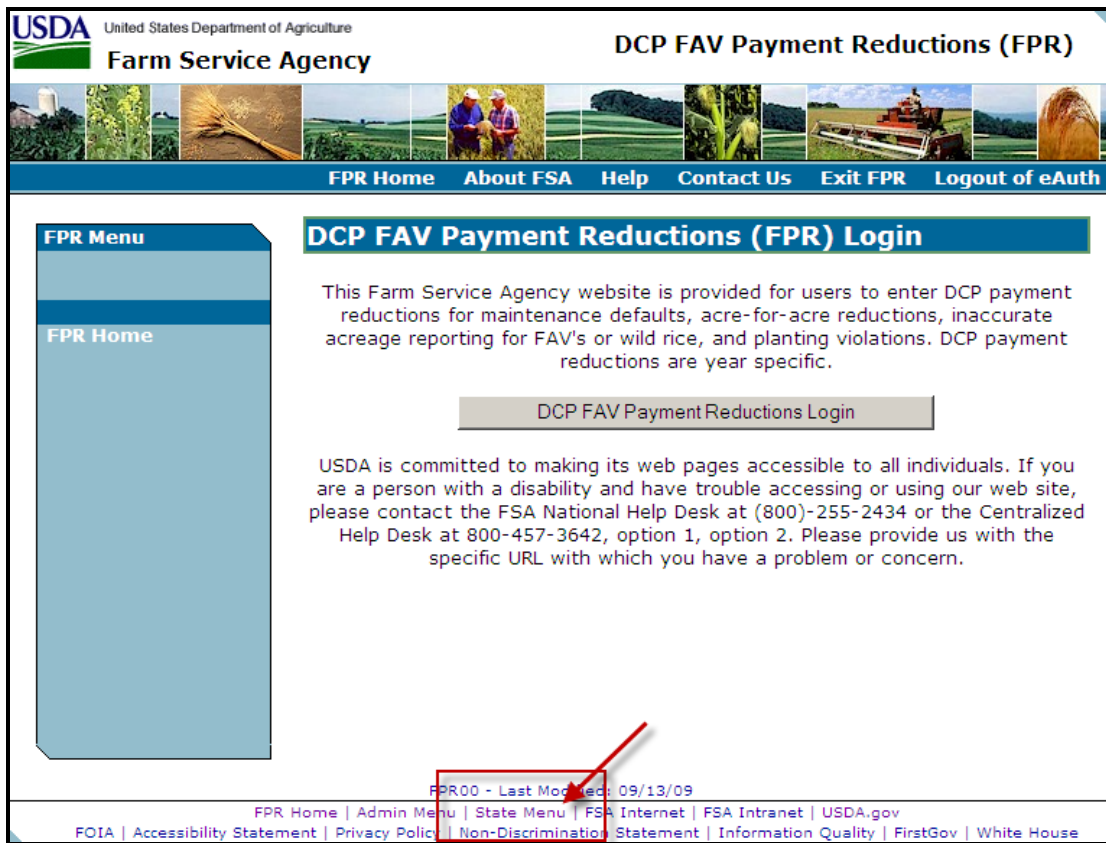 USDA
United States Department of Agriculture
Farm Service Agency
DCP FAV Payment Reductions (FPR)
FPR Home About FSA Help Contact Us Exit FPR Logout of eAuth
FPR Menu
FPR Home
DCP FAV Payment Reductions (FPR) Login
This Farm Service Agency website is provided for users to enter DCP payment
reductions for maintenance defaults, acre-for-acre reductions, inaccurate
acreage reporting for FAV's or wild rice, and planting violations. DCP payment
reductions are year specific.
DCP FAV Payment Reductions Login
USDA is committed to making its web pages accessible to all individuals. If you
are a person with a disability and have trouble accessing or using our web site,
please contact the FSA National Help Desk at (800)-255-2434 or the Centralized
Help Desk at 800-457-3642, option 1, option 2. Please provide us with the
specific URL with which you have a problem or concern.
FPR00 - Last Modified: 09/13/09
FPR Home | Admin Menu | State Menu | FSA Internet | FSA Intranet | USDA.gov
FOIA | Accessibility Statement | Privacy Policy | Non-Discrimination Statement | Information Quality | FirstGov | White House